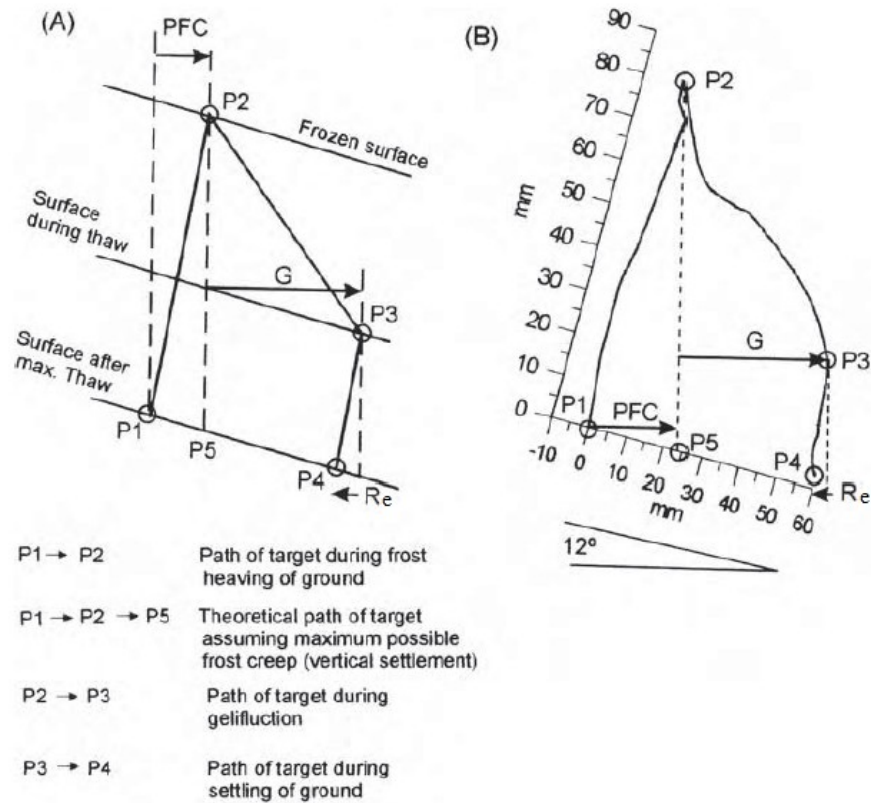 (A)
PFC
P2
Frozen surface
Surface
during thaw
G
P3
Surface after
max. Thaw
P1
P5
P4
Re
(B)
90
80
70
60
50
40
30
20
10
0
mm
P2
G
P3
P1
PFC
P5
P4
Re
-10
0
10
20
30
40
50
60
mm
12°
P1 → P2 Path of target during frost
heaving of ground
P1 → P2 → P5 Theoretical path of target
assuming maximum possible
frost creep (vertical settlement)
P2 → P3 Path of target during
gelifluction
P3 → P4 Path of target during
settling of ground